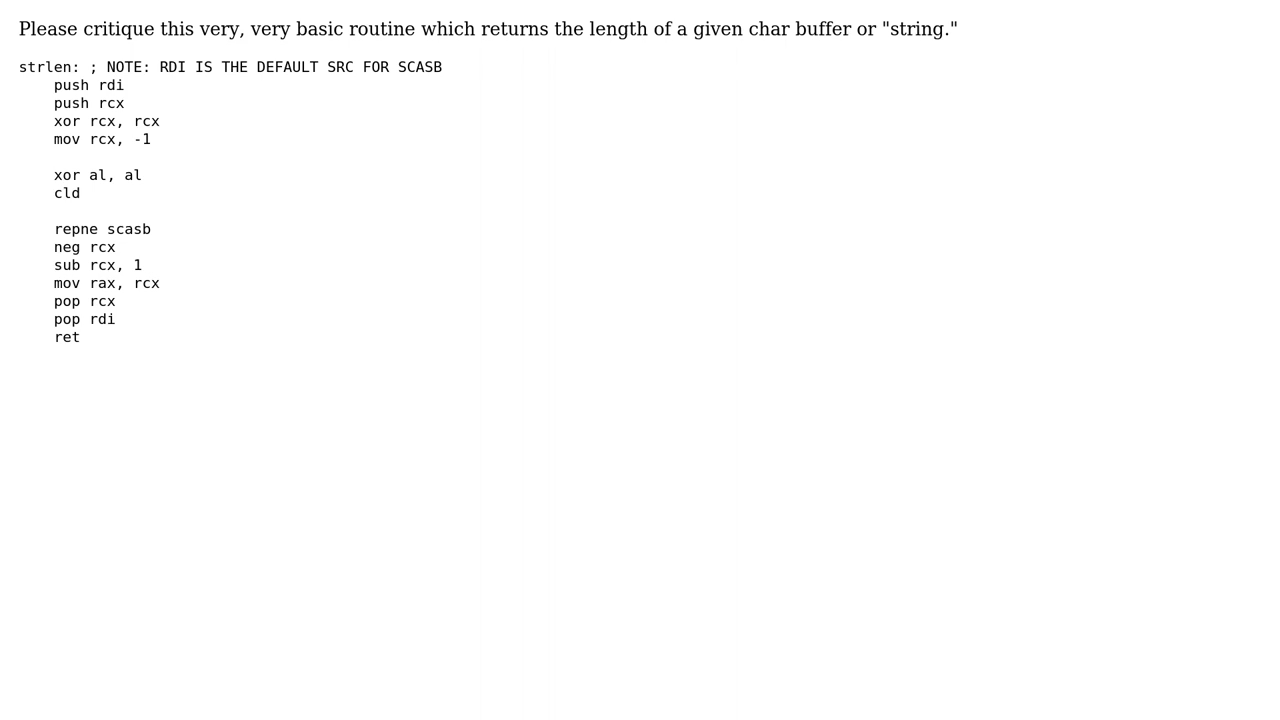 Please critique this very, very basic routine which returns the length of a given char buffer or "string."
strlen: ; NOTE: RDI IS THE DEFAULT SRC FOR SCASB
    push rdi
    push rcx
    xor rcx, rcx
    mov rcx, -1

    xor al, al
    cld

    repne scasb
    neg rcx
    sub rcx, 1
    mov rax, rcx
    pop rcx
    pop rdi
    ret